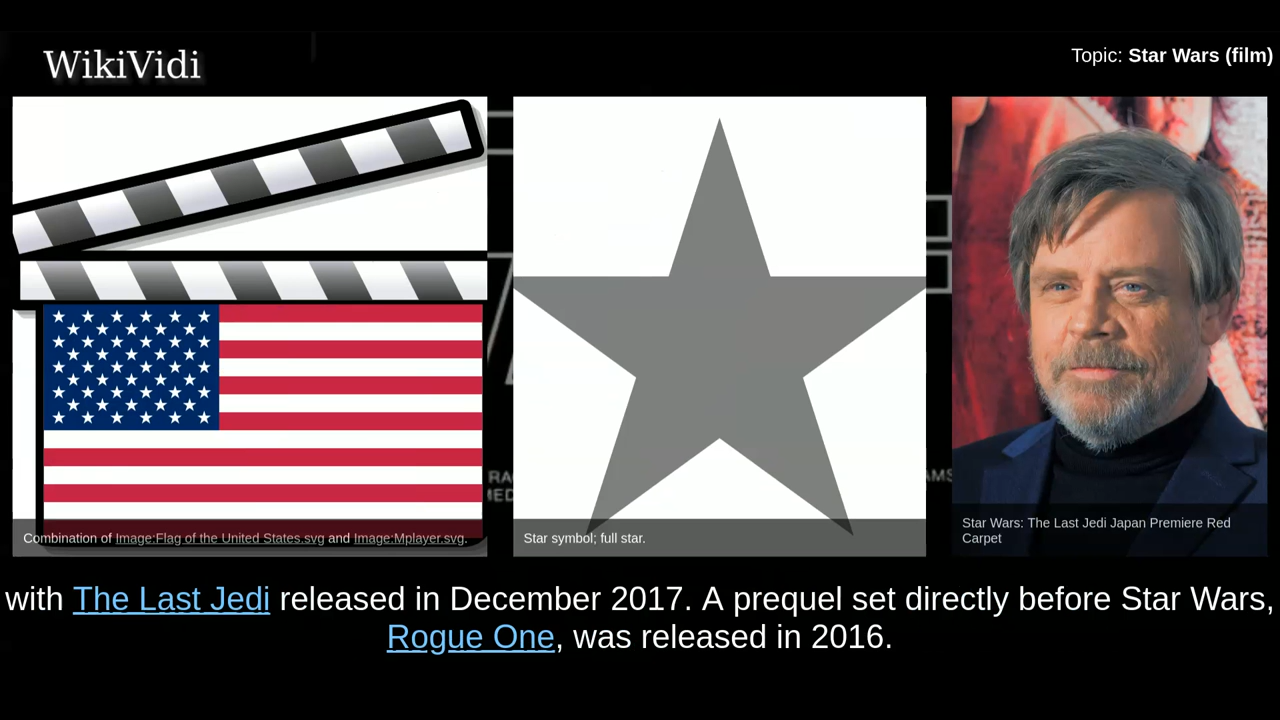 WikiVidi
Topic: Star Wars (film)
Combination of Image:Flag of the United States.svg and Image:Mplayer.svg.
Star symbol; full star.
Star Wars: The Last Jedi Japan Premiere Red
Carpet
with The Last Jedi released in December 2017. A prequel set directly before Star Wars,
Rogue One, was released in 2016.